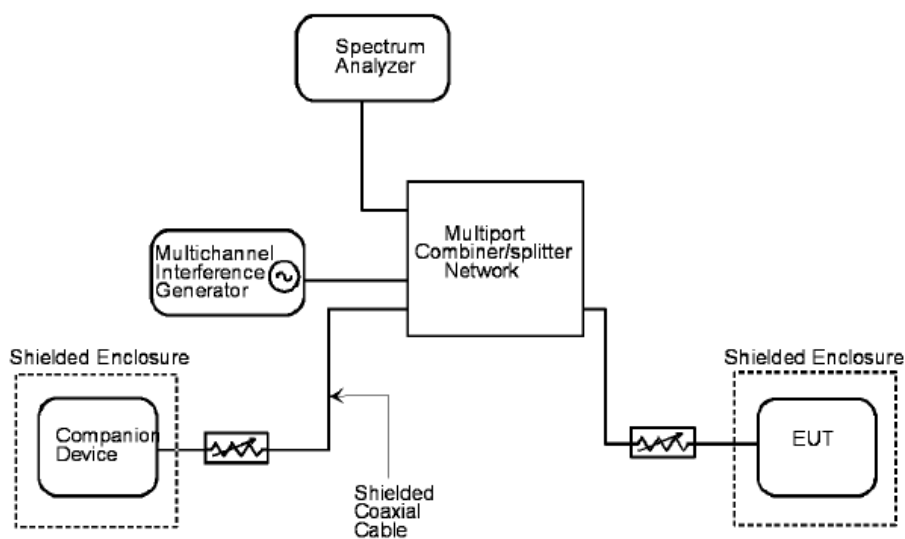 Spectrum
Analyzer
Multiport
Combiner/splitter
Network
Multichannel
Interference
Generator
Shielded Enclosure
Companion
Device
Shielded
Coaxial
Cable
Shielded Enclosure
EUT